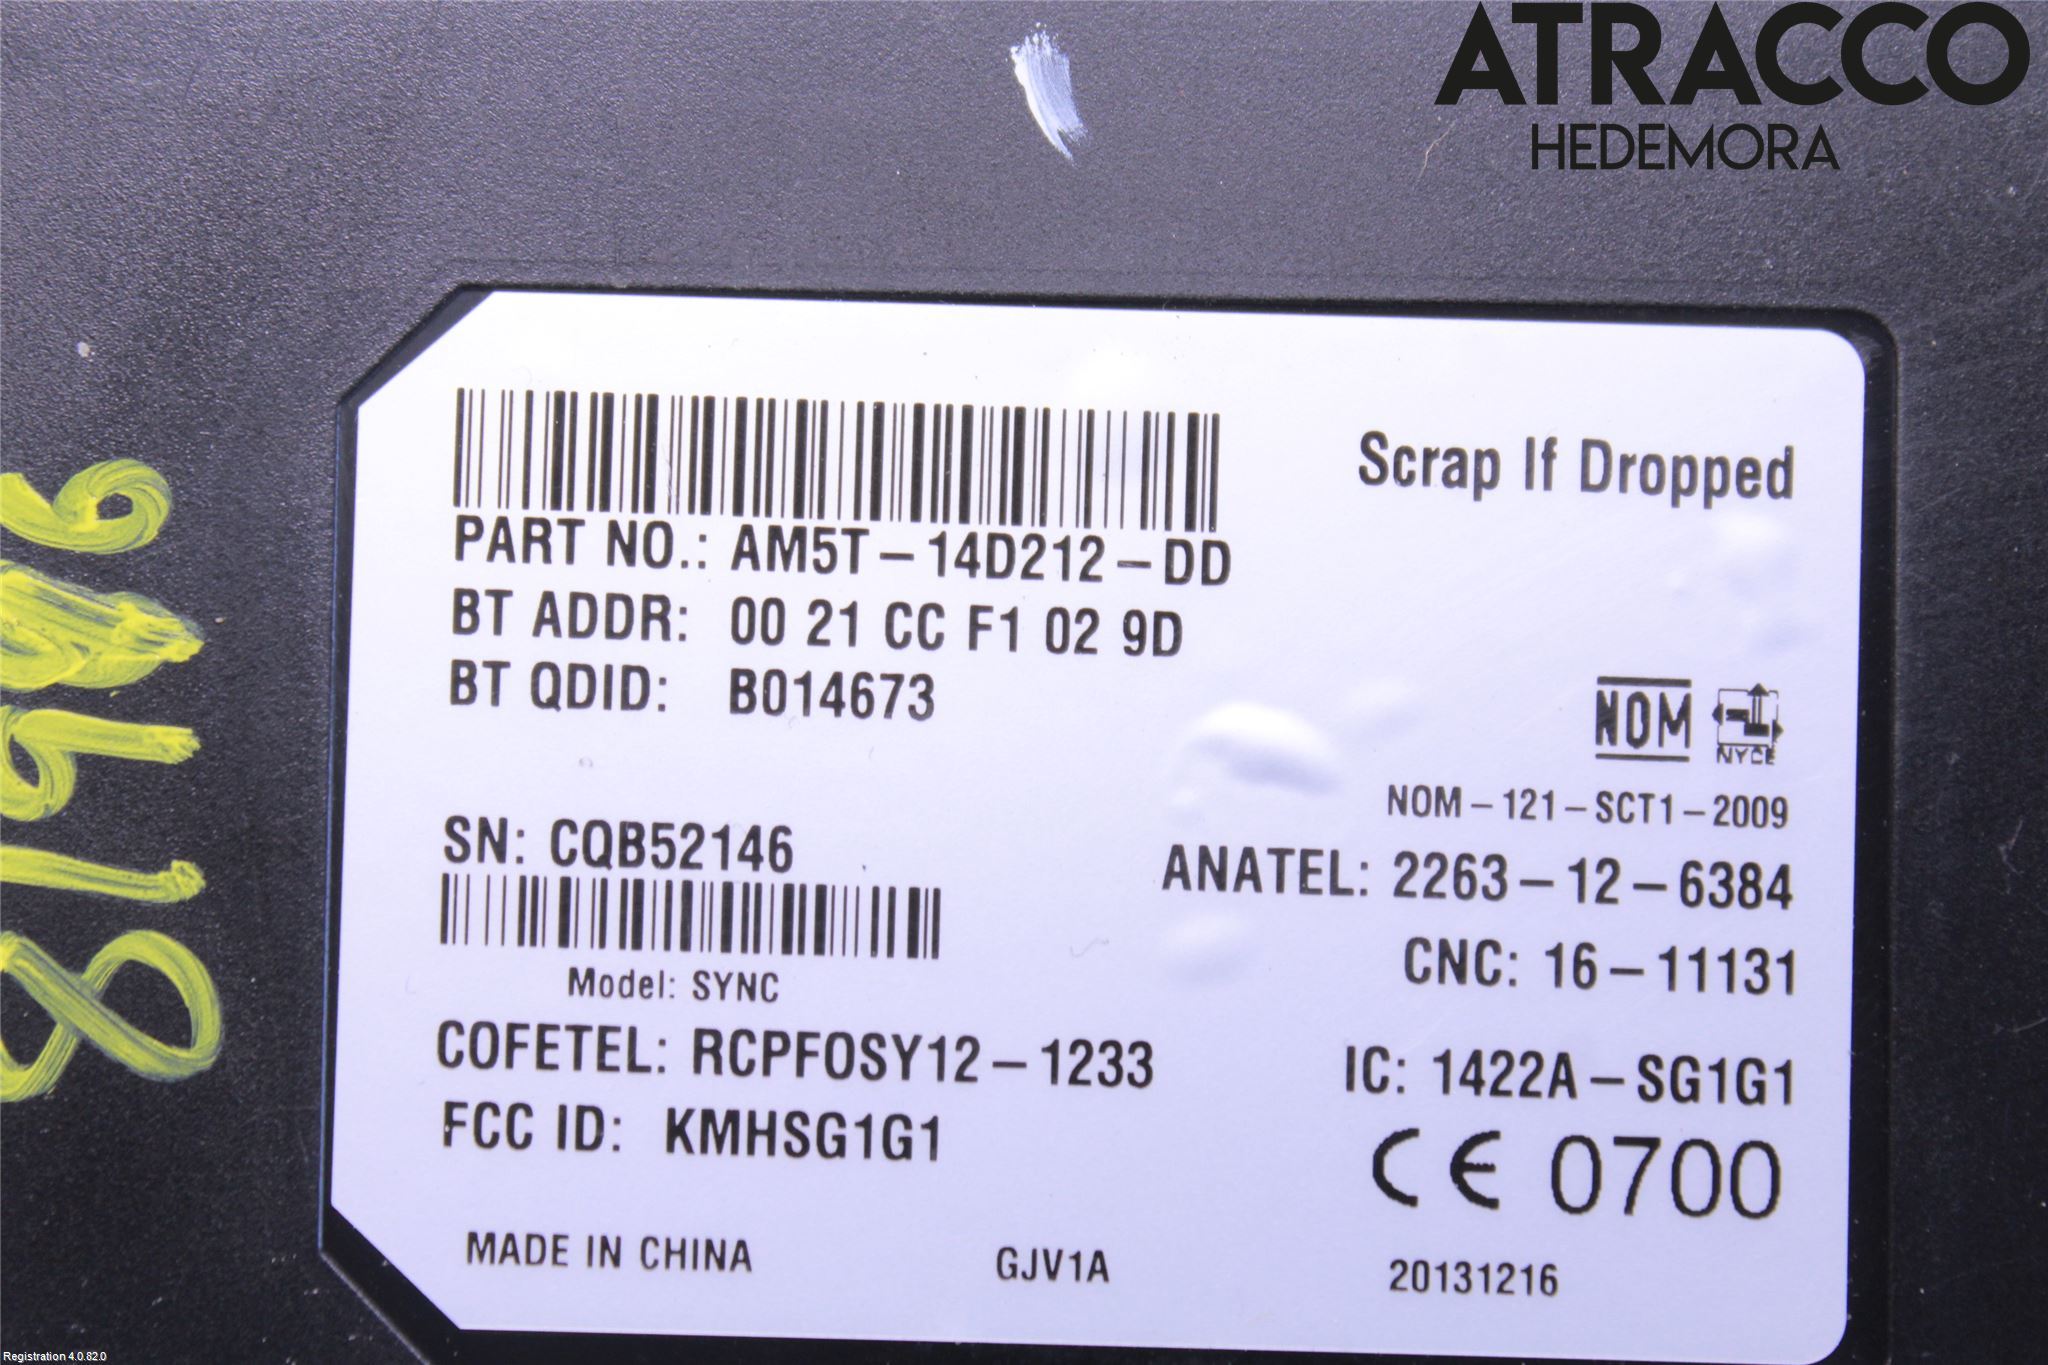 ATRACCO
HEDEMORA
Scrap If Dropped
PART NO.: AM5T-14D212-DD
BT ADDR: 00 21 CC F1 02 9D
BT QDID: B014673
NOM NYCE
NOM-121-SCT1-2009
SN: CQB52146
ANATEL: 2263-12-6384
Model: SYNC
CNC: 16-11131
COFETEL: RCPFOSY12-1233
IC: 1422A-SG1G1
FCC ID: KMHSG1G1
CE 0700
MADE IN CHINA GJV1A 20131216
Registration 4.0.82.0